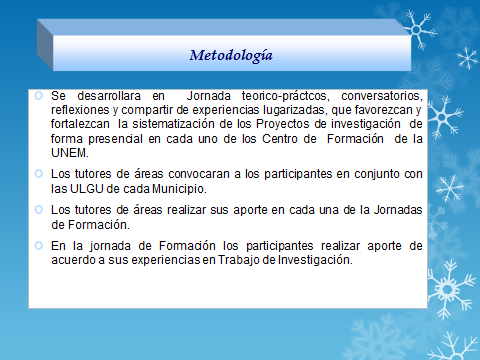 Metodología
Se desarrollara en Jornada teorico-práctcos, conversatorios,
reflexiones y compartir de experiencias lugarizadas, que favorezcan y
fortalezcan la sistematización de los Proyectos de investigación de
forma presencial en cada uno de los Centro de Formación de la
UNEM.
Los tutores de áreas convocaran a los participantes en conjunto con
las ULGU de cada Municipio.
Los tutores de áreas realizar sus aporte en cada una de la Jornadas
de Formación.
En la jornada de Formación los participantes realizar aporte de
acuerdo a sus experiencias en Trabajo de Investigación.